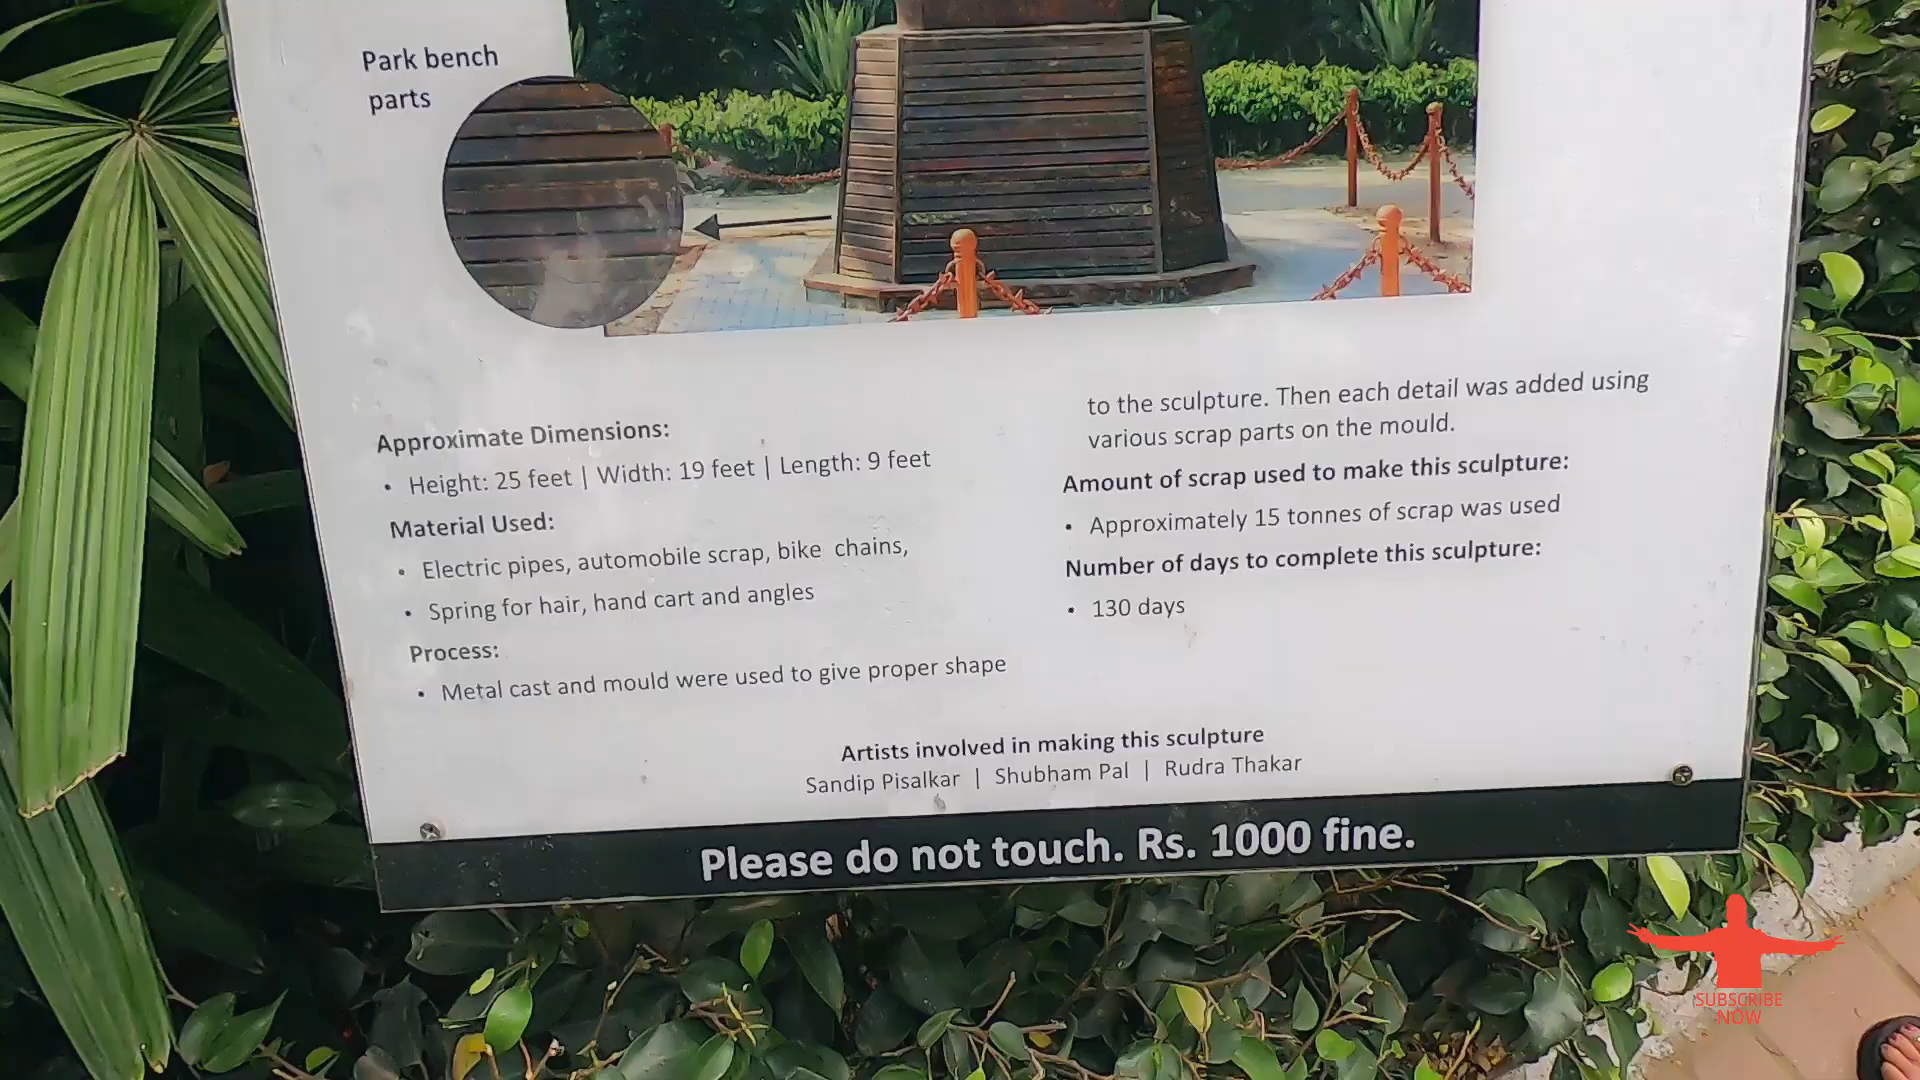 Park bench
parts
Approximate Dimensions:
• Height: 25 feet | Width: 19 feet | Length: 9 feet
Material Used:
• Electric pipes, automobile scrap, bike chains,
• Spring for hair, hand cart and angles
Process:
• Metal cast and mould were used to give proper shape
to the sculpture. Then each detail was added using
various scrap parts on the mould.
Amount of scrap used to make this sculpture:
• Approximately 15 tonnes of scrap was used
Number of days to complete this sculpture:
• 130 days
Artists involved in making this sculpture
Sandip Pisalkar | Shubham Pal | Rudra Thakar
Please do not touch. Rs. 1000 fine.
SUBSCRIBE
NOW